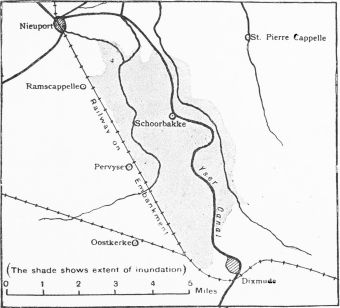 Nieuport
St. Pierre Cappelle
Ramscappelle
Schoorbakke
Railway on Embankment
Pervyse
Yser Canal
Oostkerke
(The shade shows extent of inundation)
Dixmude
0 1 2 3 4 5
Miles